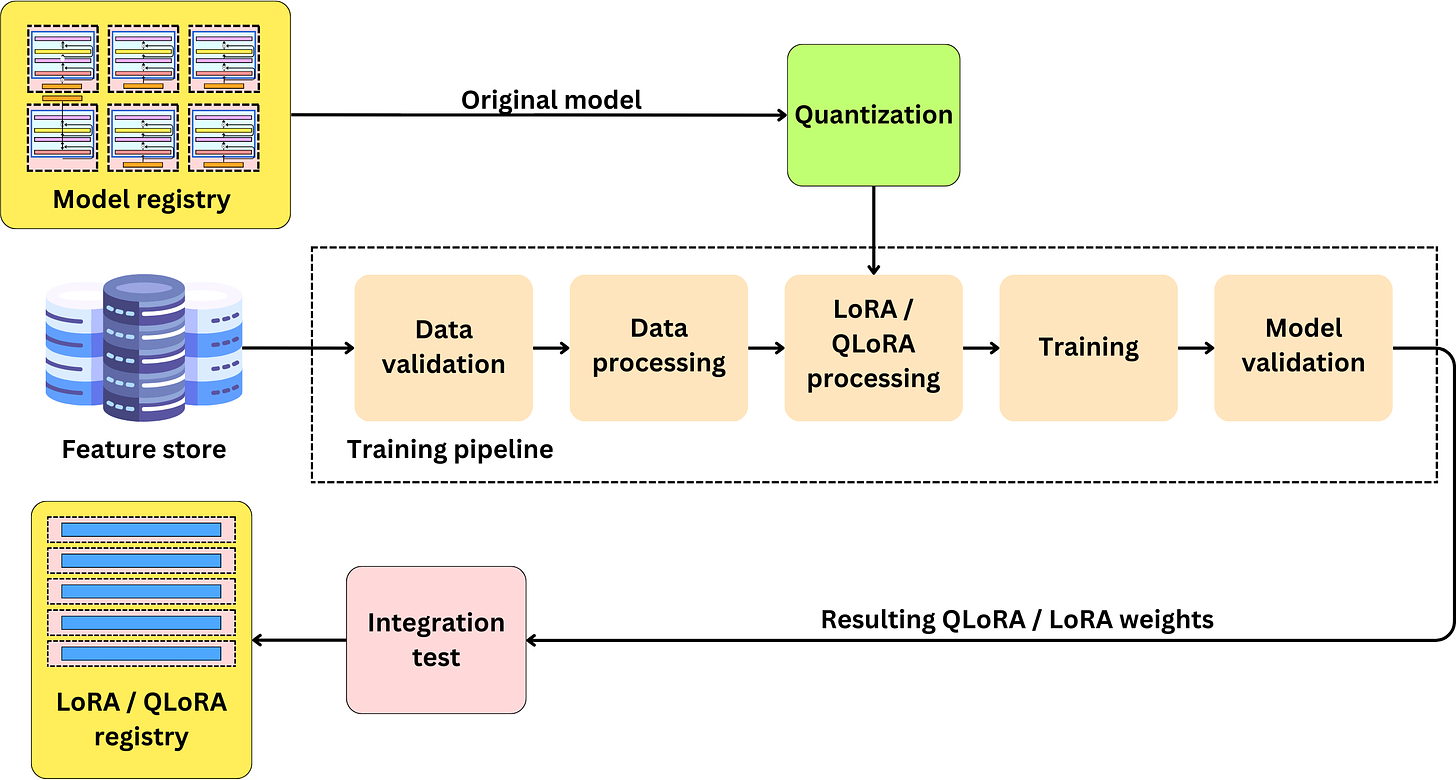 Original model
Quantization
Model registry
Data
validation
Data
processing
LoRA /
QLoRA
processing
Training
Model
validation
Feature store
Training pipeline
Integration
test
Resulting QLoRA / LoRA weights
LoRA / QLoRA
registry